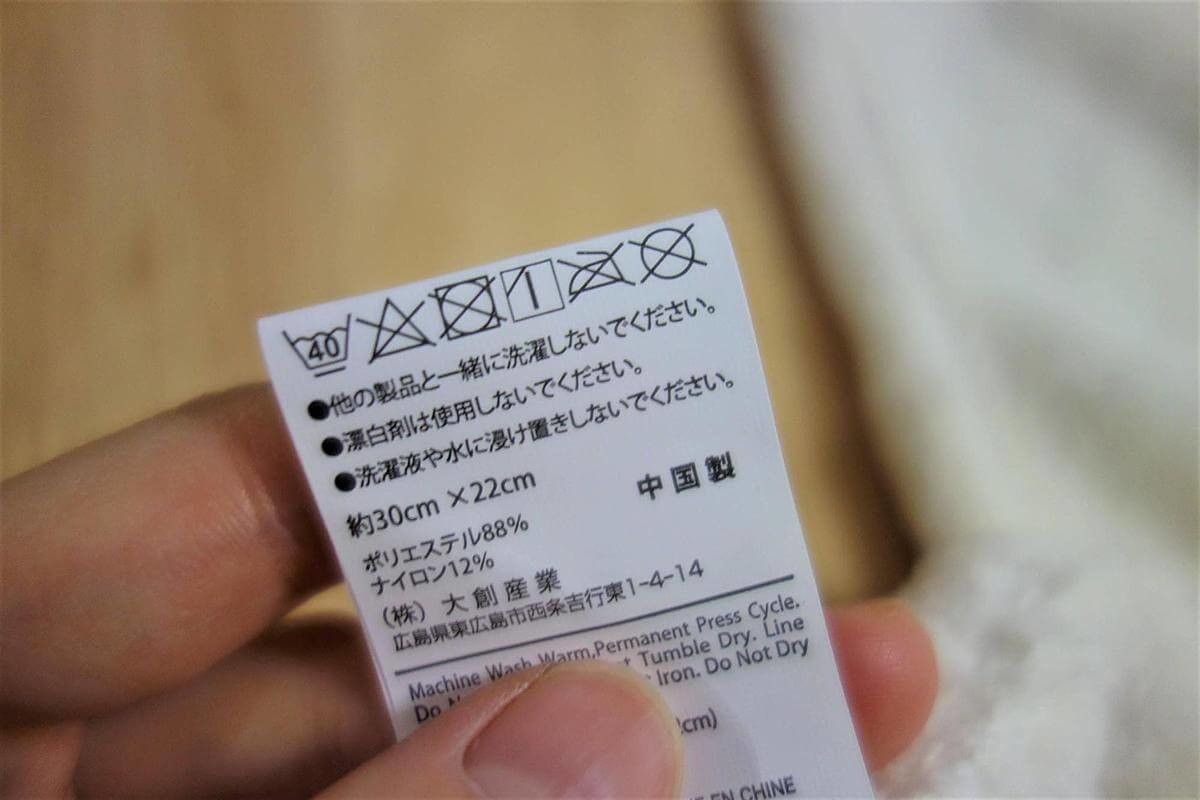 40
●他の製品と一緒に洗濯しないでください。
●漂白剤は使用しないでください。
●洗濯液や水に浸け置きしないでください。
約30cm×22cm
中国製
ポリエステル88%
ナイロン12%
(株) 大創産業
広島県東広島市西条吉行東1-4-14
Machine Wash Warm,Permanent Press Cycle.
Do Tumble Dry. Line
Iron. Do Not Dry
cm)
EN CHINE